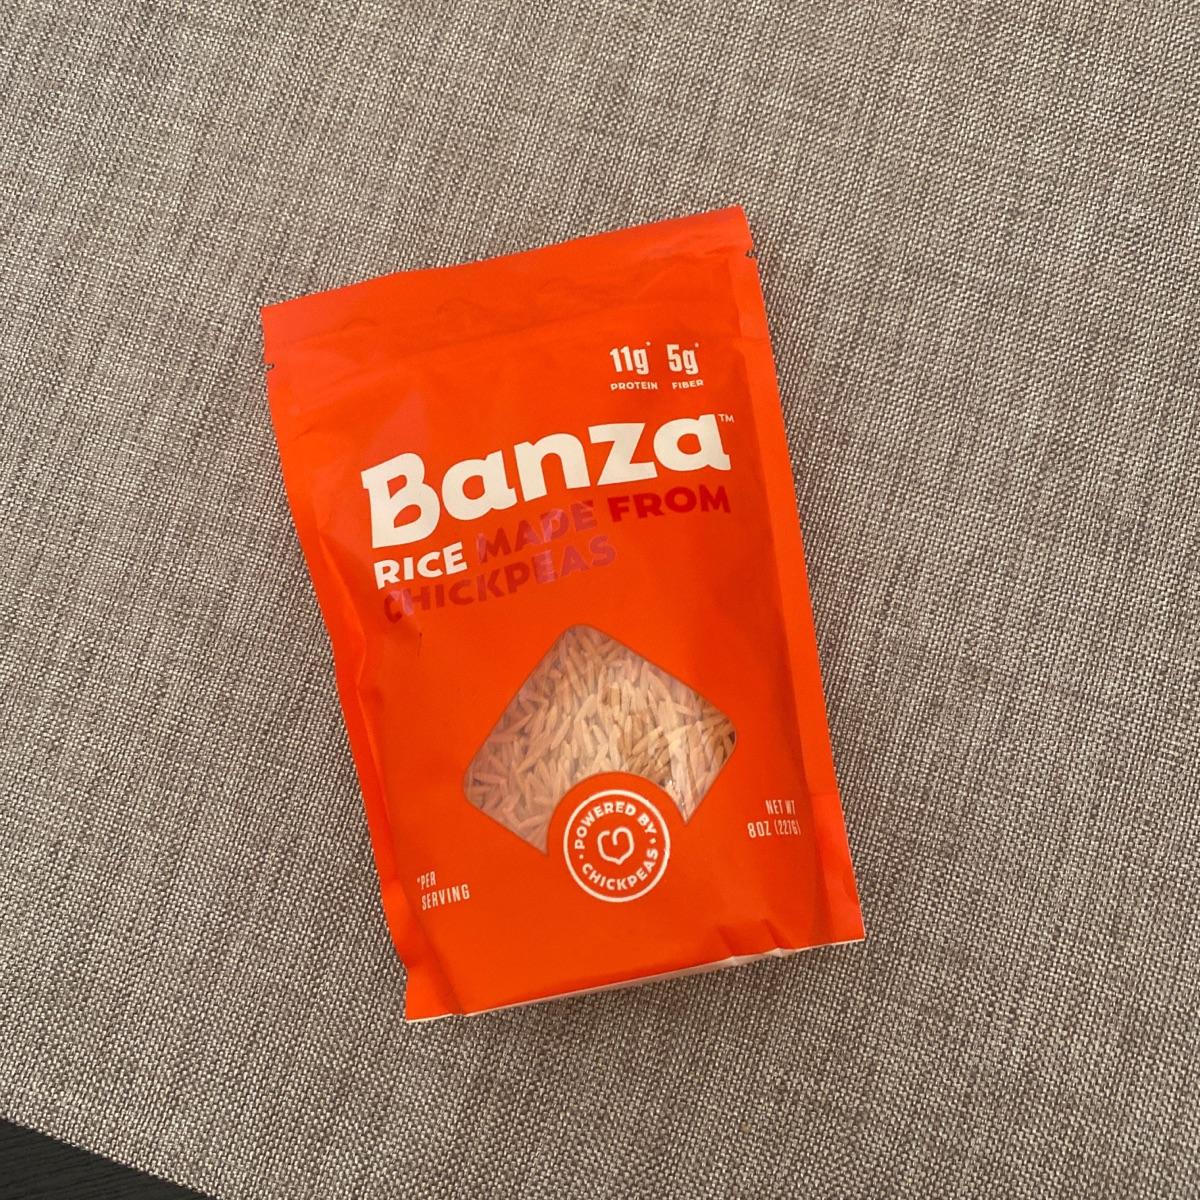 11g* 5g*
PROTEIN FIBER
Banza™
RICE MADE FROM
CHICKPEAS
• POWERED BY • CHICKPEAS
NET WT
8OZ (227G)
*PER
SERVING